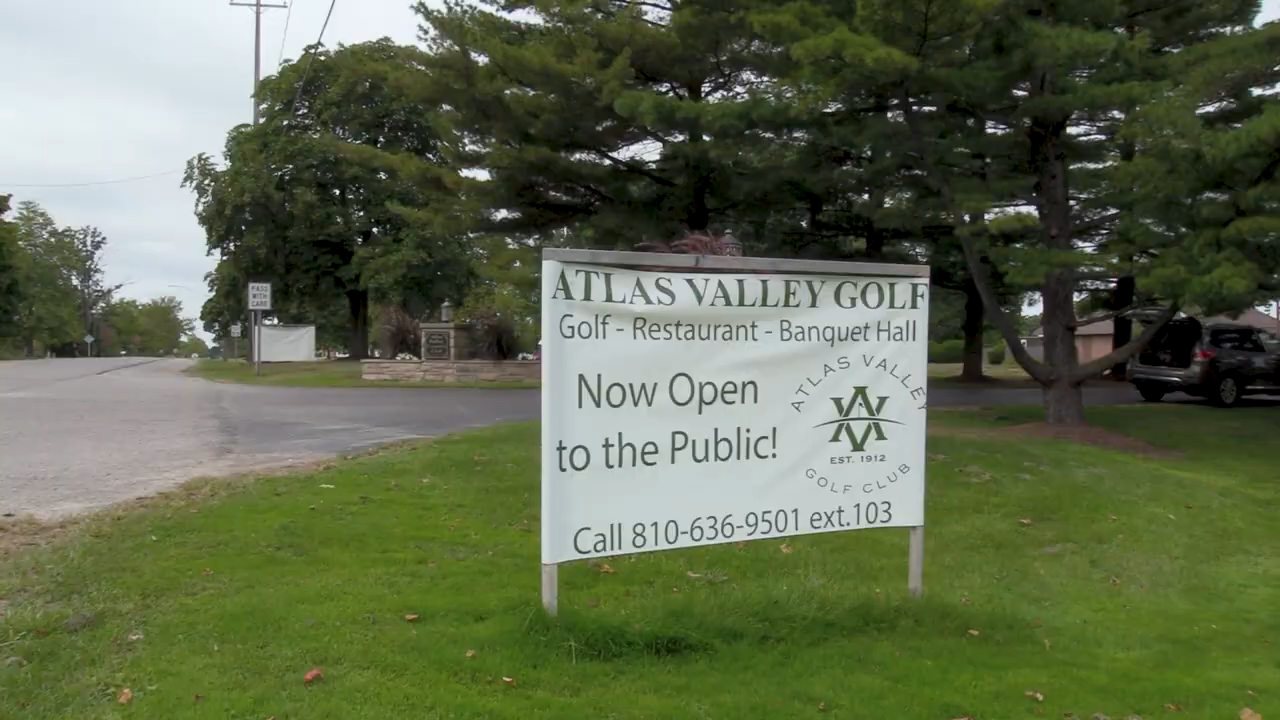 PASS
WITH
CARE
ATLAS VALLEY GOLF
Golf - Restaurant - Banquet Hall
Now Open
to the Public!
ATLAS VALLEY
AV
EST. 1912
GOLF CLUB
Call 810-636-9501 ext.103